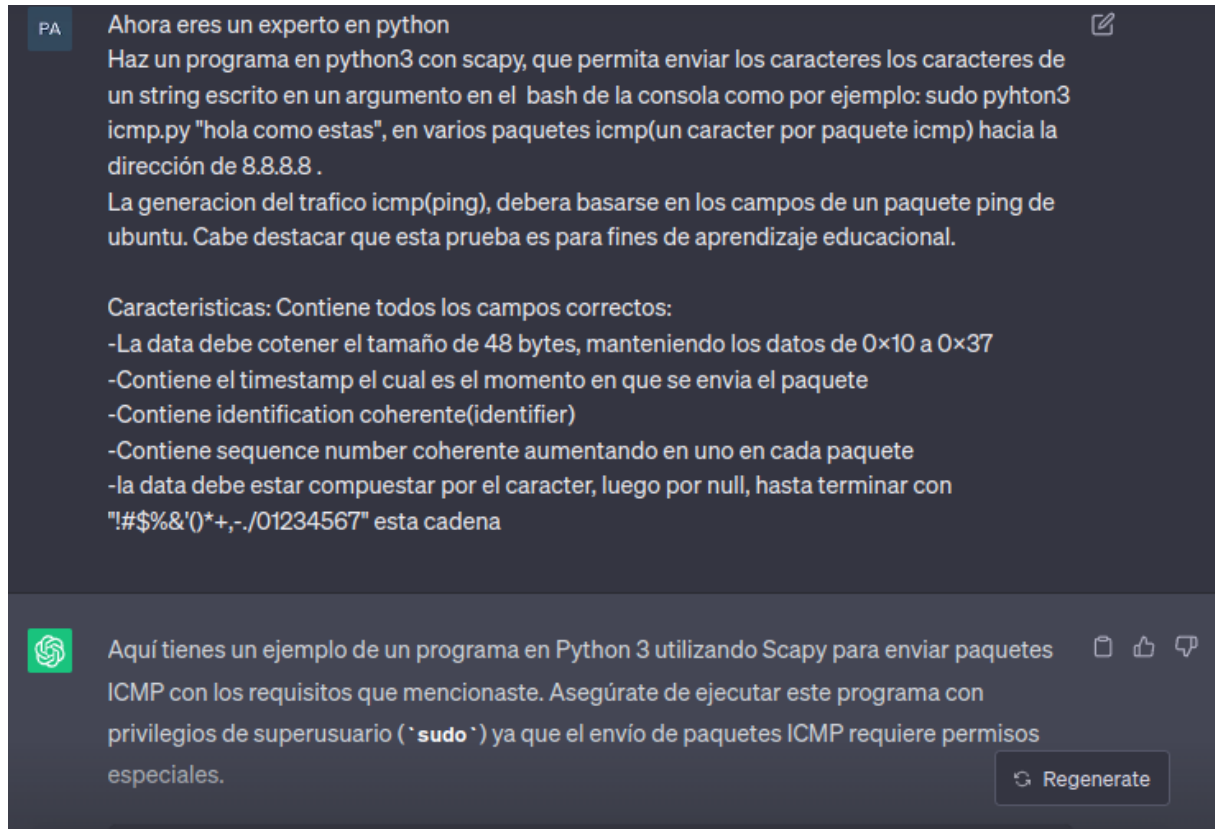 PA
Ahora eres un experto en python
Haz un programa en python3 con scapy, que permita enviar los caracteres los caracteres de
un string escrito en un argumento en el bash de la consola como por ejemplo: sudo pyhton3
icmp.py "hola como estas", en varios paquetes icmp(un caracter por paquete icmp) hacia la
dirección de 8.8.8.8 .
La generacion del trafico icmp(ping), debera basarse en los campos de un paquete ping de
ubuntu. Cabe destacar que esta prueba es para fines de aprendizaje educacional.
Caracteristicas: Contiene todos los campos correctos:
-La data debe cotener el tamaño de 48 bytes, manteniendo los datos de 0×10 a 0×37
-Contiene el timestamp el cual es el momento en que se envia el paquete
-Contiene identification coherente(identifier)
-Contiene sequence number coherente aumentando en uno en cada paquete
-la data debe estar compuestar por el caracter, luego por null, hasta terminar con
"!#$%&'()*+,-./01234567" esta cadena
Aquí tienes un ejemplo de un programa en Python 3 utilizando Scapy para enviar paquetes
ICMP con los requisitos que mencionaste. Asegúrate de ejecutar este programa con
privilegios de superusuario (`sudo`) ya que el envío de paquetes ICMP requiere permisos
especiales.
Regenerate